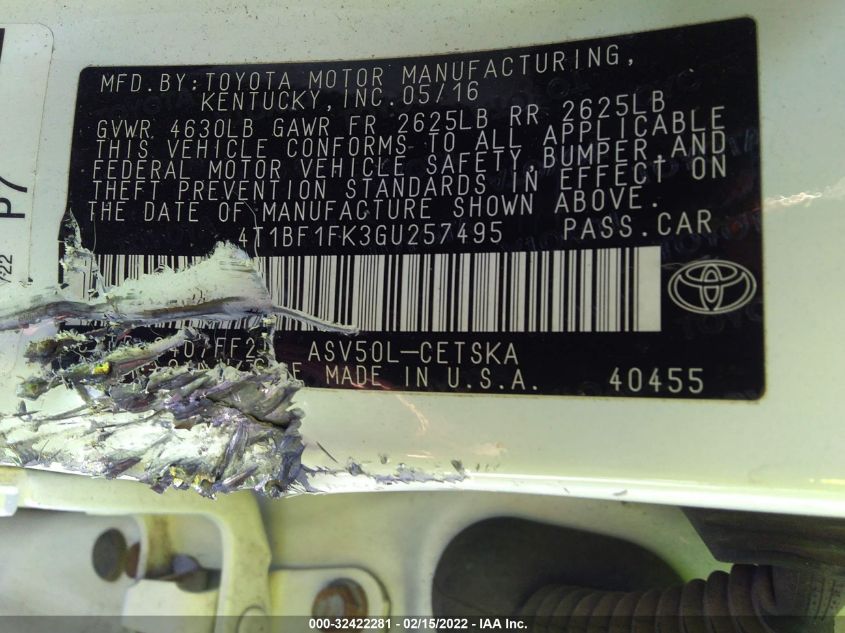 MFD.BY:TOYOTA MOTOR MANUFACTURING,
KENTUCKY, INC.05/16
GVWR 4630LB GAWR FR 2625LB RR 2625LB
THIS VEHICLE CONFORMS TO ALL APPLICABLE
FEDERAL MOTOR VEHICLE SAFETY, BUMPER, AND
THEFT PREVENTION STANDARDS IN EFFECT ON
THE DATE OF MANUFACTURE SHOWN ABOVE.
4T1BF1FK3GU257495 PASS.CAR
ASV50L-CETSKA
MADE IN U.S.A. 40455
P7
/22
000-32422281 - 02/15/2022 - IAA Inc.